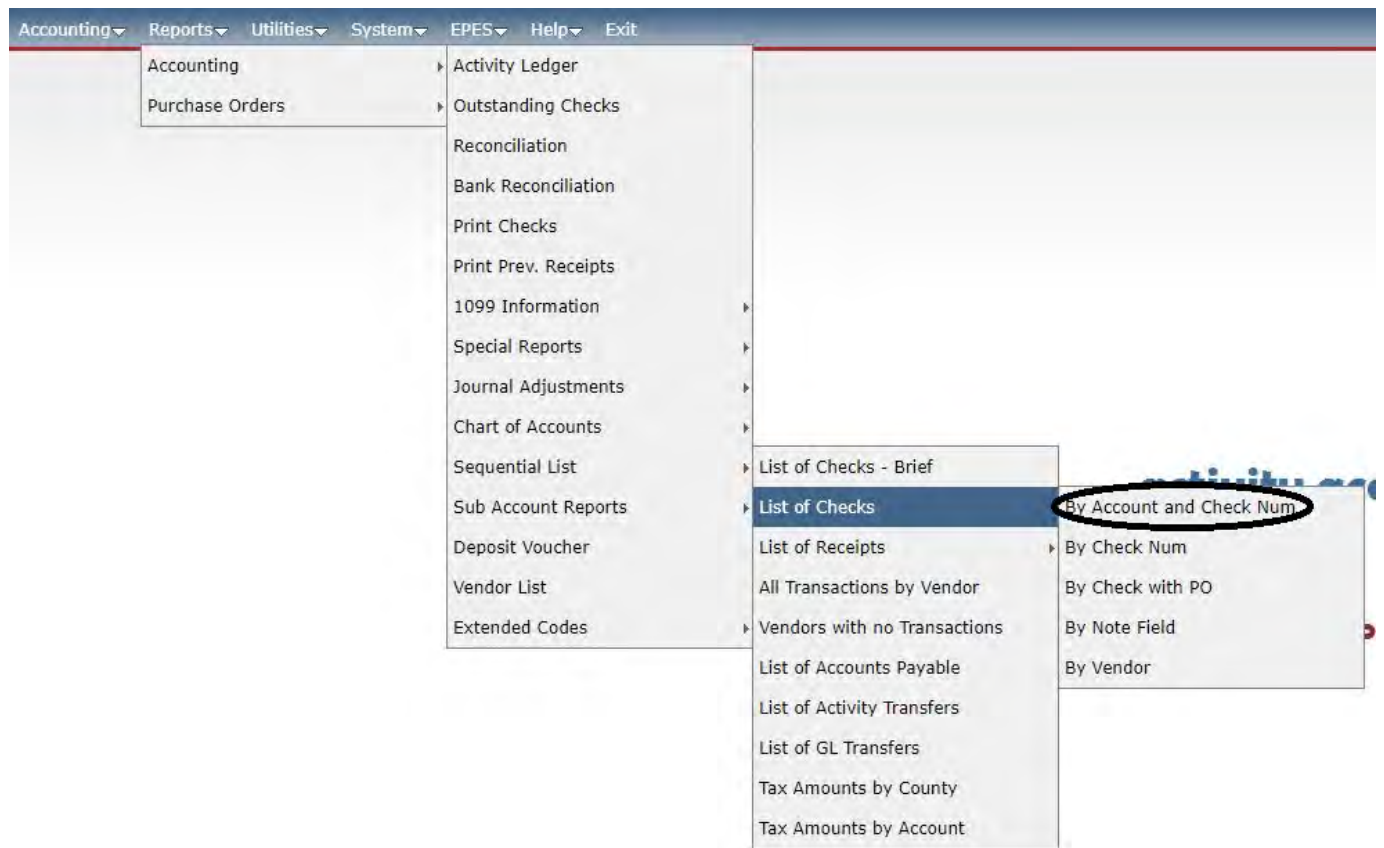 Accounting Reports Utilities System EPES Help Exit
Accounting
Purchase Orders
Activity Ledger
Outstanding Checks
Reconciliation
Bank Reconciliation
Print Checks
Print Prev. Receipts
1099 Information
Special Reports
Journal Adjustments
Chart of Accounts
Sequential List
Sub Account Reports
Deposit Voucher
Vendor List
Extended Codes
List of Checks - Brief
List of Checks
List of Receipts
All Transactions by Vendor
Vendors with no Transactions
List of Accounts Payable
List of Activity Transfers
List of GL Transfers
Tax Amounts by County
Tax Amounts by Account
By Account and Check Num
By Check Num
By Check with PO
By Note Field
By Vendor